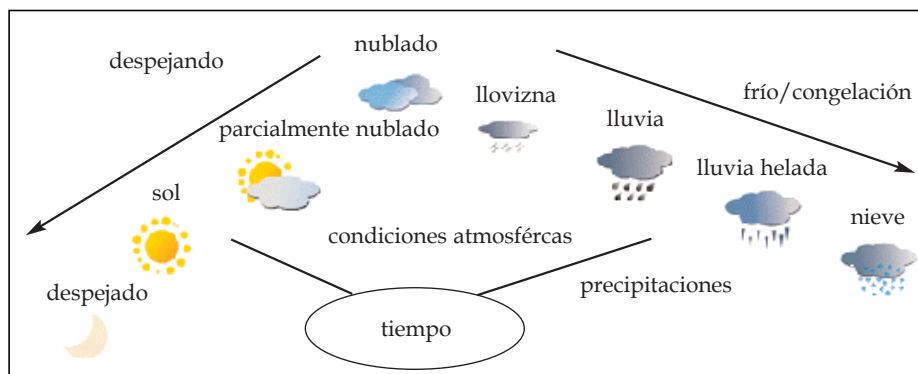 nublado
despejando
llovizna
frío/congelación
parcialmente nublado
lluvia
lluvia helada
sol
nieve
condiciones atmosfércas
despejado
precipitaciones
tiempo